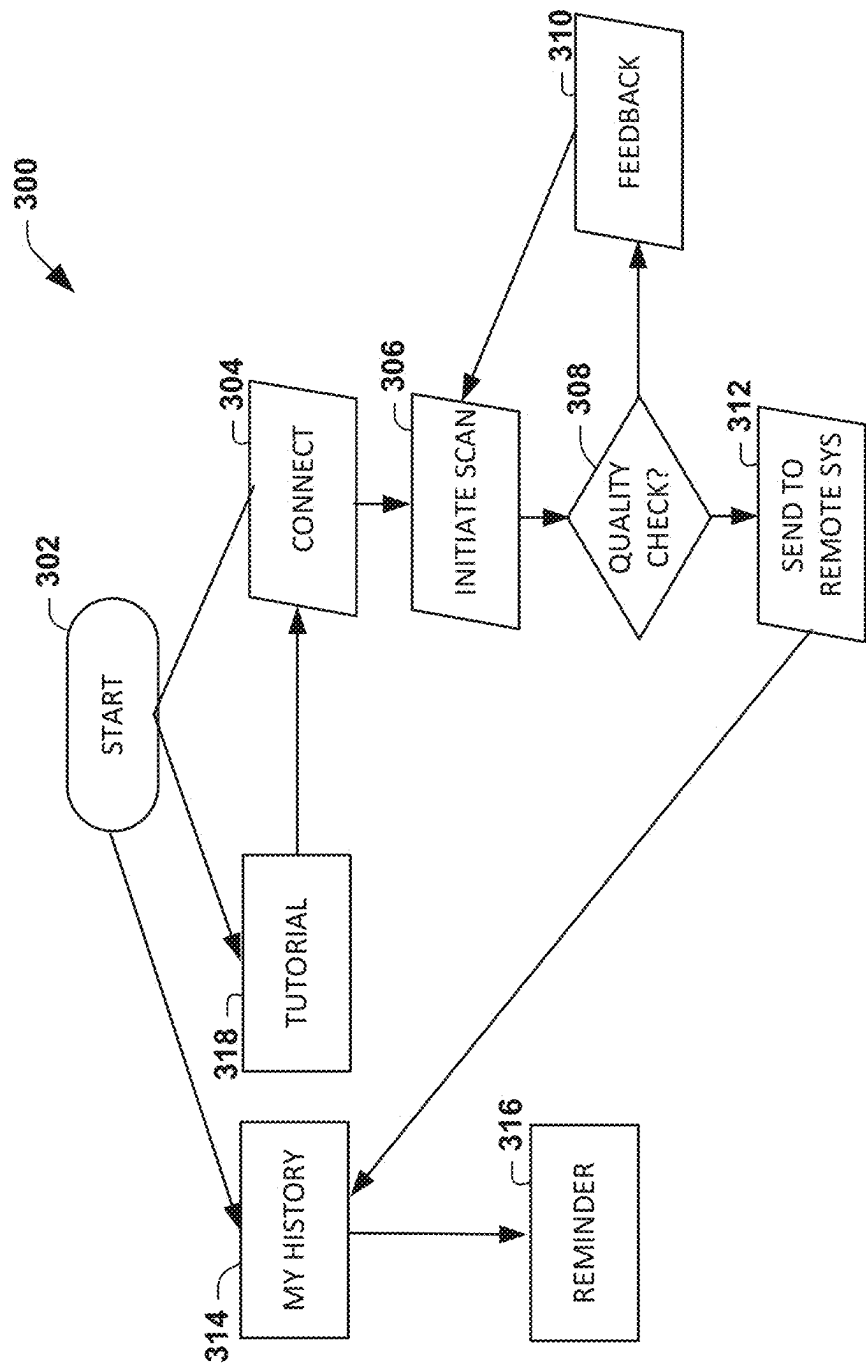 300
302
START
304
CONNECT
318
TUTORIAL
314
MY HISTORY
306
INITIATE SCAN
310
FEEDBACK
308
QUALITY
CHECK?
316
REMINDER
312
SEND TO
REMOTE SYS